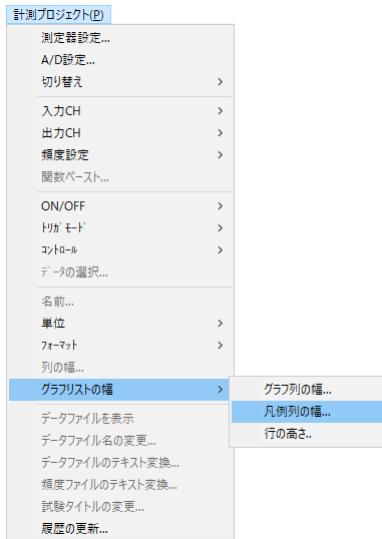 計測プロジェクト(P)
測定器設定...
A/D設定...
切り替え
入力CH
出力CH
頻度設定
関数ペースト...
ON/OFF
ﾄﾘｶﾞ ﾓｰﾄﾞ
ｺﾝﾄﾛｰﾙ
ﾃﾞｰﾀの選択...
名前...
単位
ﾌｫｰﾏｯﾄ
列の幅...
グラフリストの幅
グラフ列の幅...
凡例列の幅...
行の高さ..
データファイルを表示
データファイル名の変更...
データファイルのテキスト変換...
頻度ファイルのテキスト変換...
試験タイトルの変更...
履歴の更新...